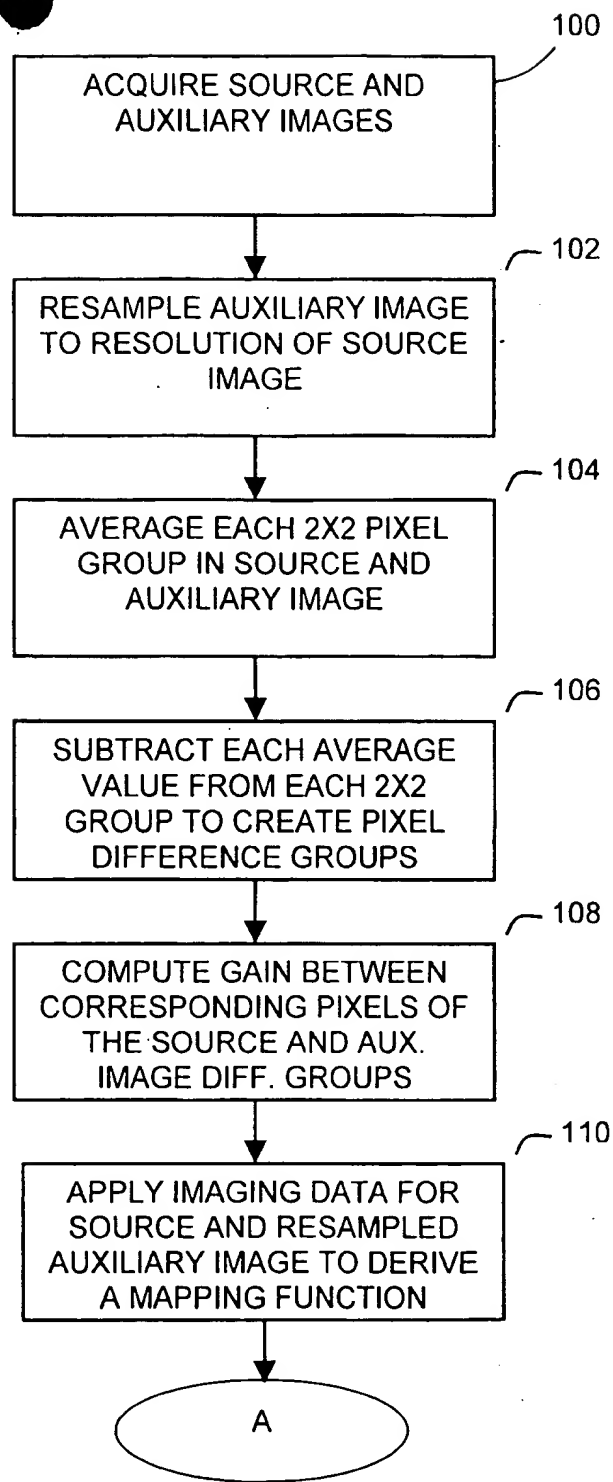 100
ACQUIRE SOURCE AND
AUXILIARY IMAGES
102
RESAMPLE AUXILIARY IMAGE
TO RESOLUTION OF SOURCE
IMAGE
104
AVERAGE EACH 2X2 PIXEL
GROUP IN SOURCE AND
AUXILIARY IMAGE
106
SUBTRACT EACH AVERAGE
VALUE FROM EACH 2X2
GROUP TO CREATE PIXEL
DIFFERENCE GROUPS
108
COMPUTE GAIN BETWEEN
CORRESPONDING PIXELS OF
THE SOURCE AND AUX.
IMAGE DIFF. GROUPS
110
APPLY IMAGING DATA FOR
SOURCE AND RESAMPLED
AUXILIARY IMAGE TO DERIVE
A MAPPING FUNCTION
A